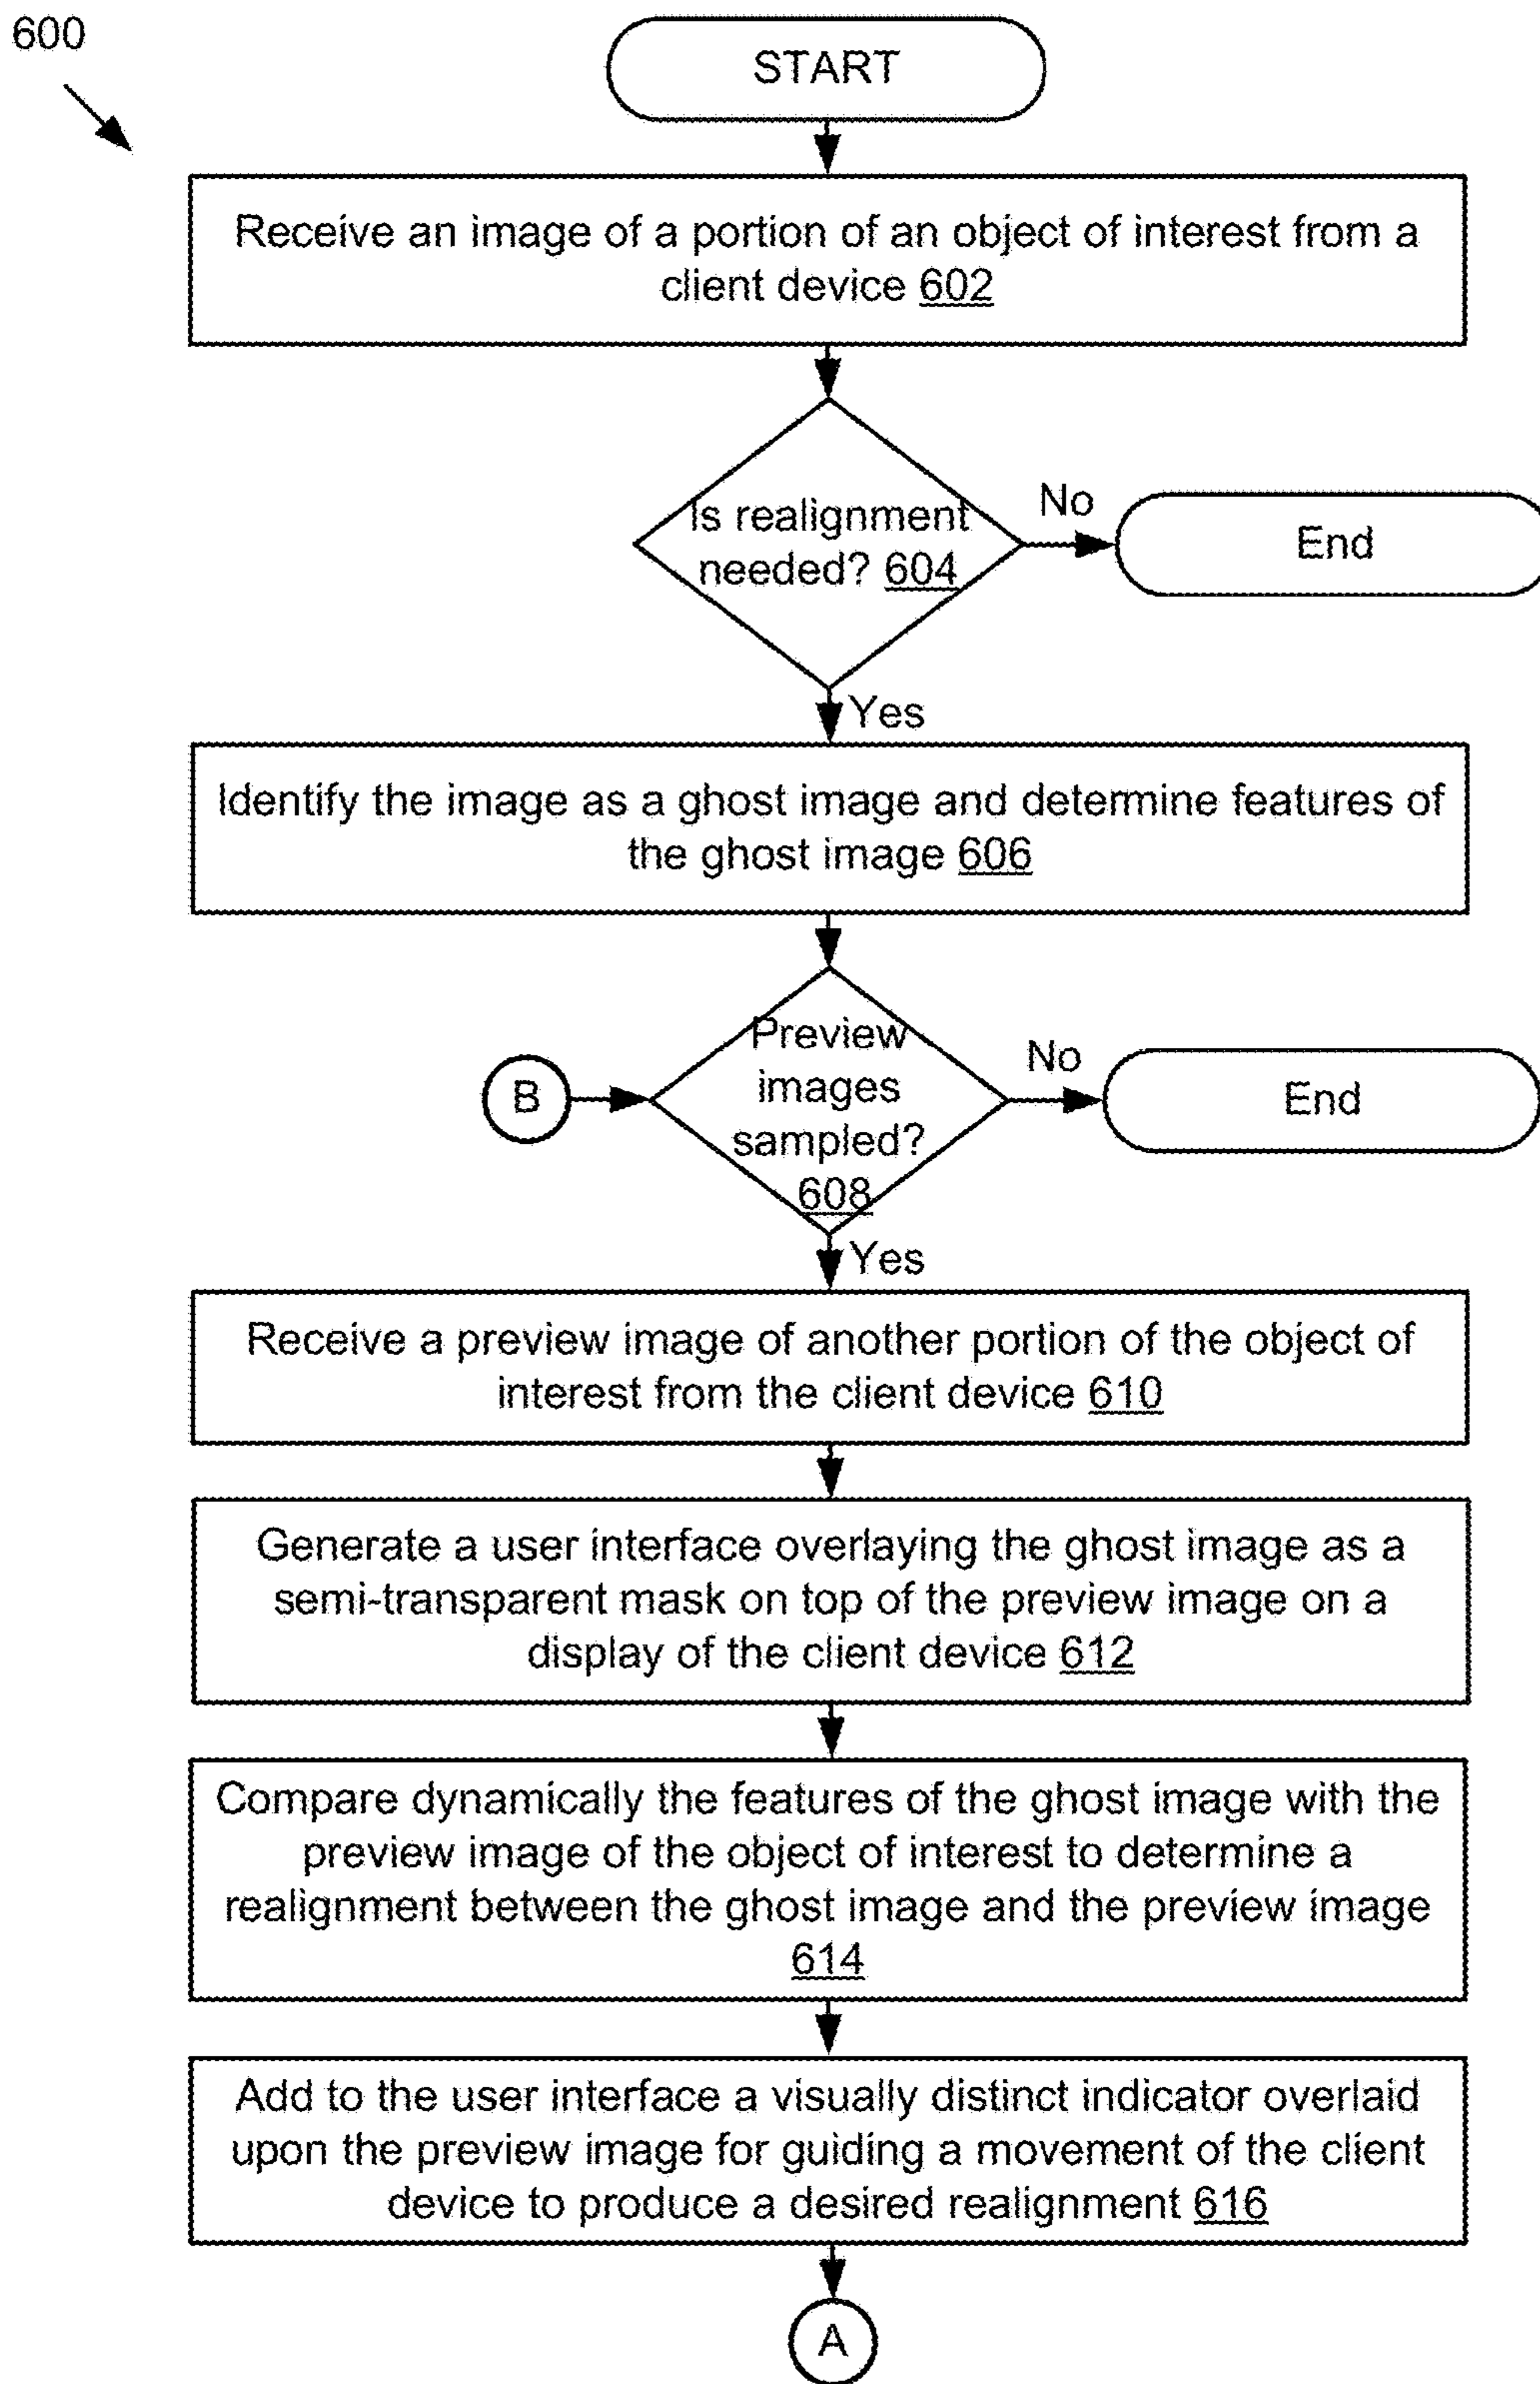 600
START
Receive an image of a portion of an object of interest from a
client device 602
Is realignment
needed? 604
No
End
Yes
Identify the image as a ghost image and determine features of
the ghost image 606
B
Preview
images
sampled?
608
No
End
Yes
Receive a preview image of another portion of the object of
interest from the client device 610
Generate a user interface overlaying the ghost image as a
semi-transparent mask on top of the preview image on a
display of the client device 612
Compare dynamically the features of the ghost image with the
preview image of the object of interest to determine a
realignment between the ghost image and the preview image
614
Add to the user interface a visually distinct indicator overlaid
upon the preview image for guiding a movement of the client
device to produce a desired realignment 616
A